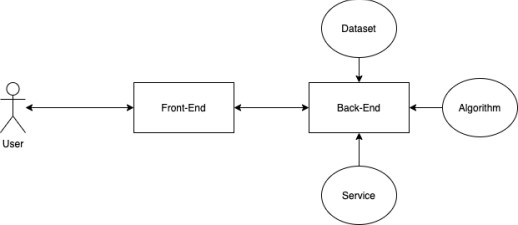 Dataset
Front-End
Back-End
Algorithm
User
Service